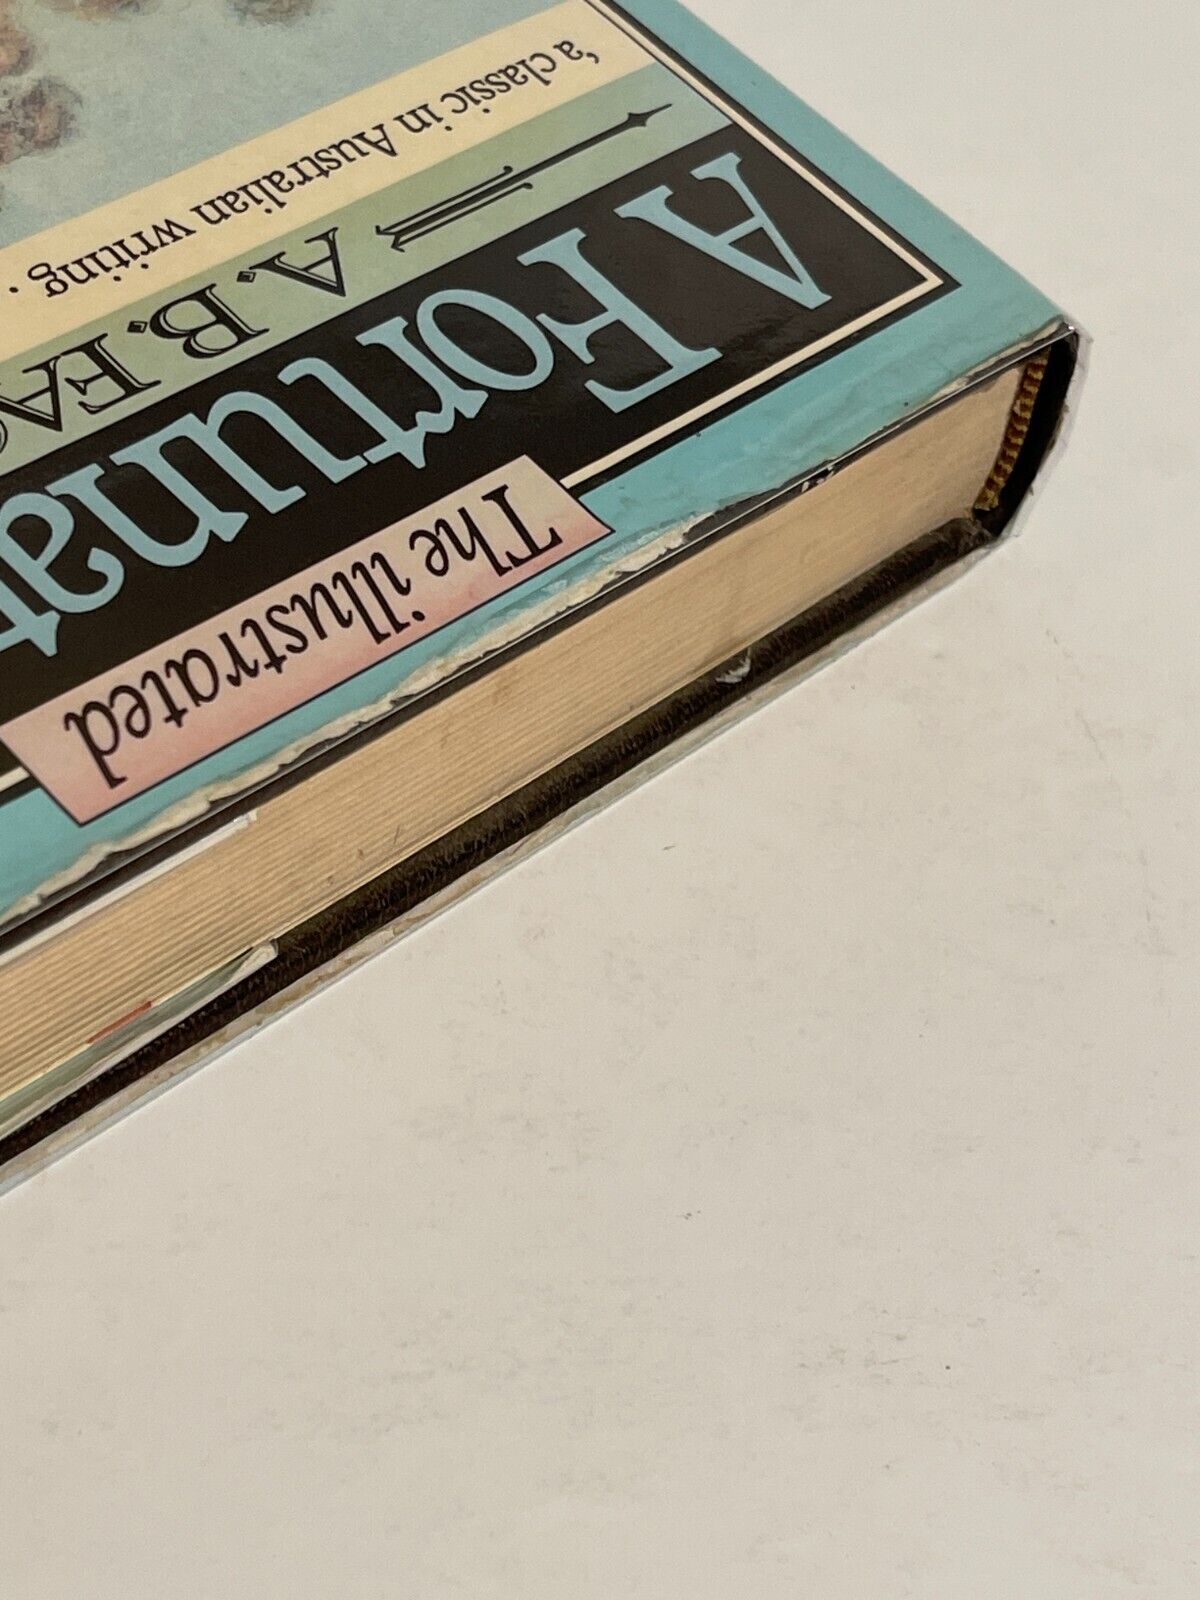 The illustrated
A Fortuna
A. B. FA
'a classic in Australian writing .